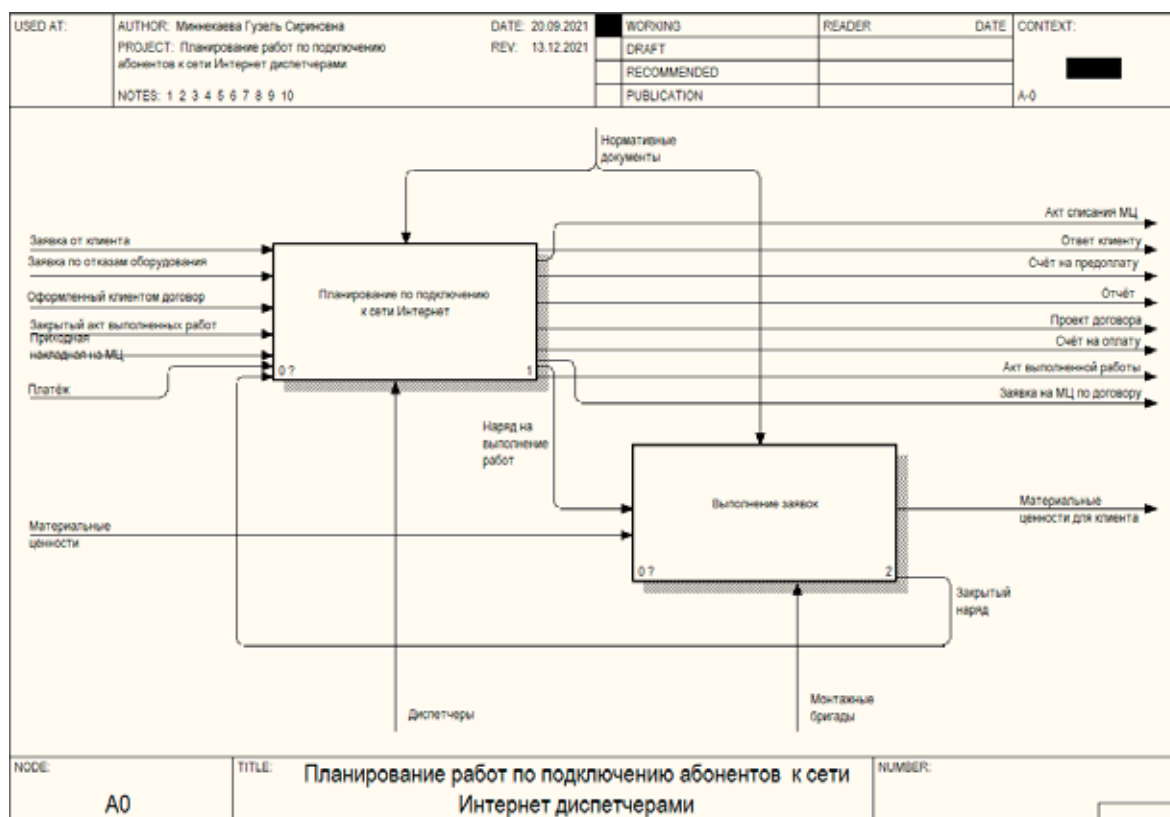 USED AT:
AUTHOR: Миннекаева Гузель Сириновна
DATE: 20.09.2021
PROJECT: Планирование работ по подключению
абонентов к сети Интернет диспетчерами
REV: 13.12.2021
NOTES: 1 2 3 4 5 6 7 8 9 10
WORKING
DRAFT
RECOMMENDED
PUBLICATION
READER
DATE
CONTEXT:
A-0
Нормативные
документы
Заявка от клиента
Заявка по отказам оборудования
Оформленный клиентом договор
Закрытый акт выполненных работ
Приходная
накладная на МЦ
Платёж
Планирование по подключению
к сети Интернет
0 ?
1
Акт списания МЦ
Ответ клиенту
Счёт на предоплату
Отчёт
Проект договора
Счёт на оплату
Акт выполненной работы
Заявка на МЦ по договору
Наряд на
выполнение
работ
Выполнение заявок
0 ?
2
Материальные
ценности
Материальные
ценности для клиента
Закрытый
наряд
Диспетчеры
Монтажные
бригады
NODE:
A0
TITLE:
Планирование работ по подключению абонентов к сети
Интернет диспетчерами
NUMBER: